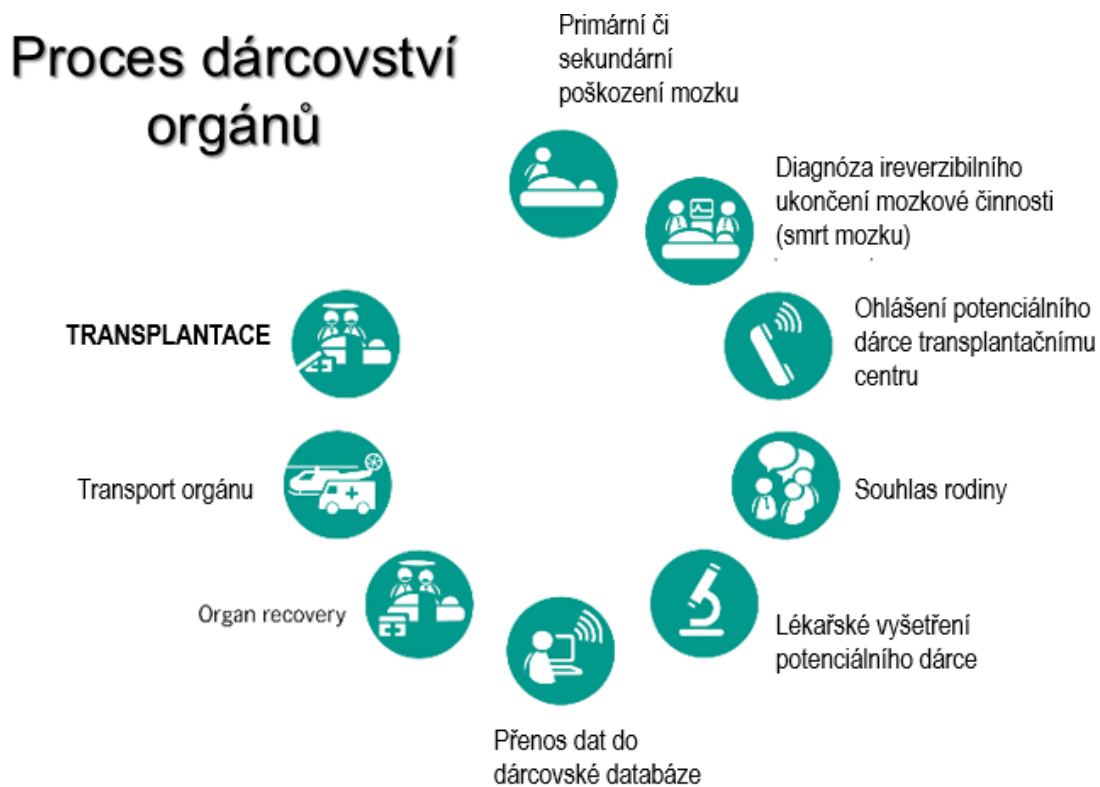 Proces dárcovství
orgánů
Primární či
sekundární
poškození mozku
Diagnóza ireverzibilního
ukončení mozkové činnosti
(smrt mozku)
Ohlášení potenciálního
dárce transplantačnímu
centru
Souhlas rodiny
Lékařské vyšetření
potenciálního dárce
Přenos dat do
dárcovské databáze
Organ recovery
Transport orgánu
TRANSPLANTACE